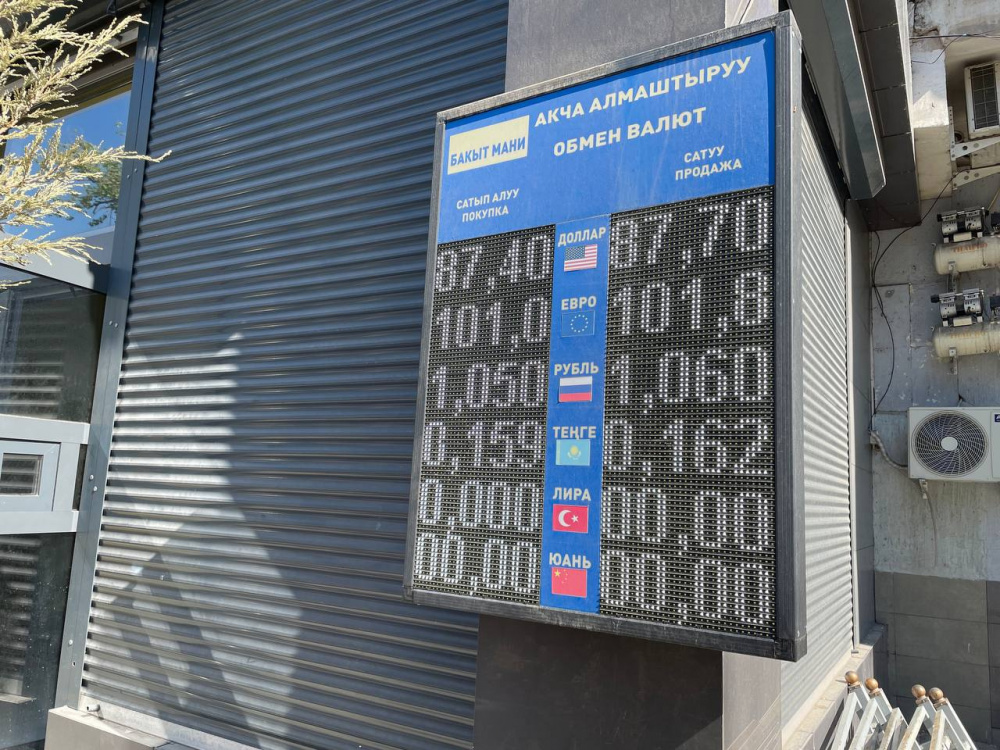 АКЧА АЛМАШТЫРУУ
БАКЫТ МАНИ
ОБМЕН ВАЛЮТ
САТЫП АЛУУ
ПОКУПКА
САТУУ
ПРОДАЖА
87,40 ДОЛЛАР 87,70
101,0 ЕВРО 101,8
1,050 РУБЛЬ 1,060
0,159 ТЕҢГЕ 0,162
0,000 ЛИРА 00,00
00,00 ЮАНЬ 00,00